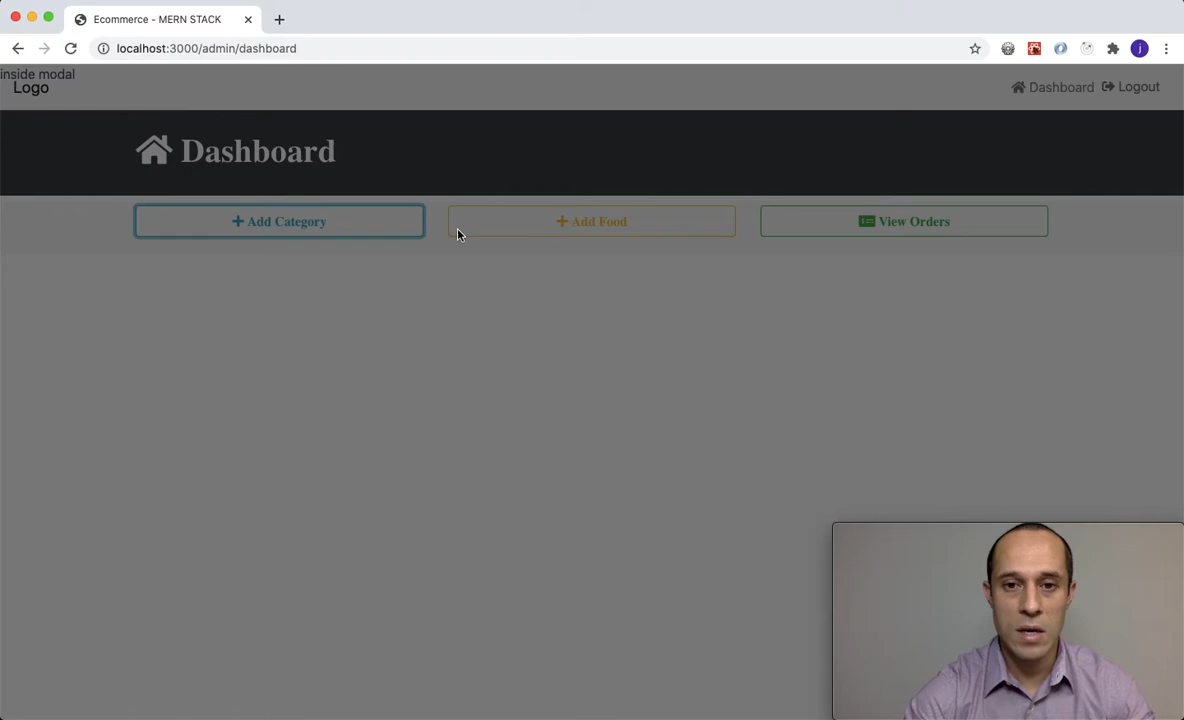 Ecommerce - MERN STACK
localhost:3000/admin/dashboard
j
inside modal
Logo
Dashboard
Logout
Dashboard
Add Category
Add Food
View Orders